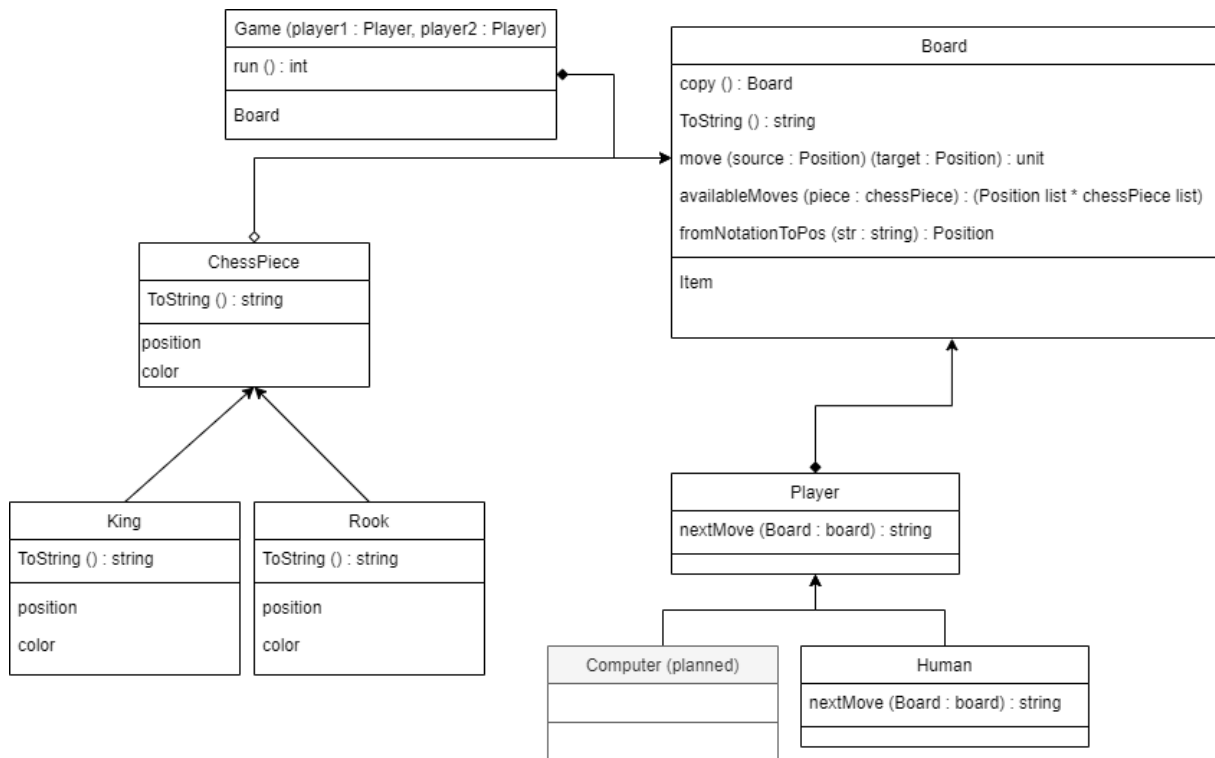 Game (player1 : Player, player2 : Player)
run () : int
Board
Board
copy () : Board
ToString () : string
move (source : Position) (target : Position) : unit
availableMoves (piece : chessPiece) : (Position list * chessPiece list)
fromNotationToPos (str : string) : Position
Item
ChessPiece
ToString () : string
position
color
King
ToString () : string
position
color
Rook
ToString () : string
position
color
Player
nextMove (Board : board) : string
Computer (planned)
Human
nextMove (Board : board) : string